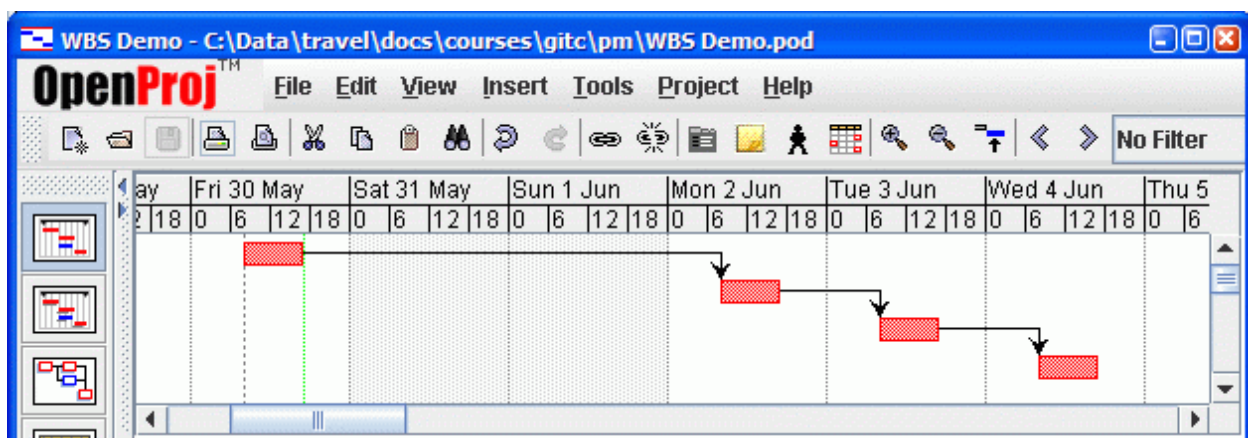 WBS Demo - C:\Data\travel\docs\courses\gitc\pm\WBS Demo.pod
OpenProj™ File Edit View Insert Tools Project Help
No Filter
ay Fri 30 May Sat 31 May Sun 1 Jun Mon 2 Jun Tue 3 Jun Wed 4 Jun Thu 5
2 18 0 6 12 18 0 6 12 18 0 6 12 18 0 6 12 18 0 6 12 18 0 6 12 18 0 6